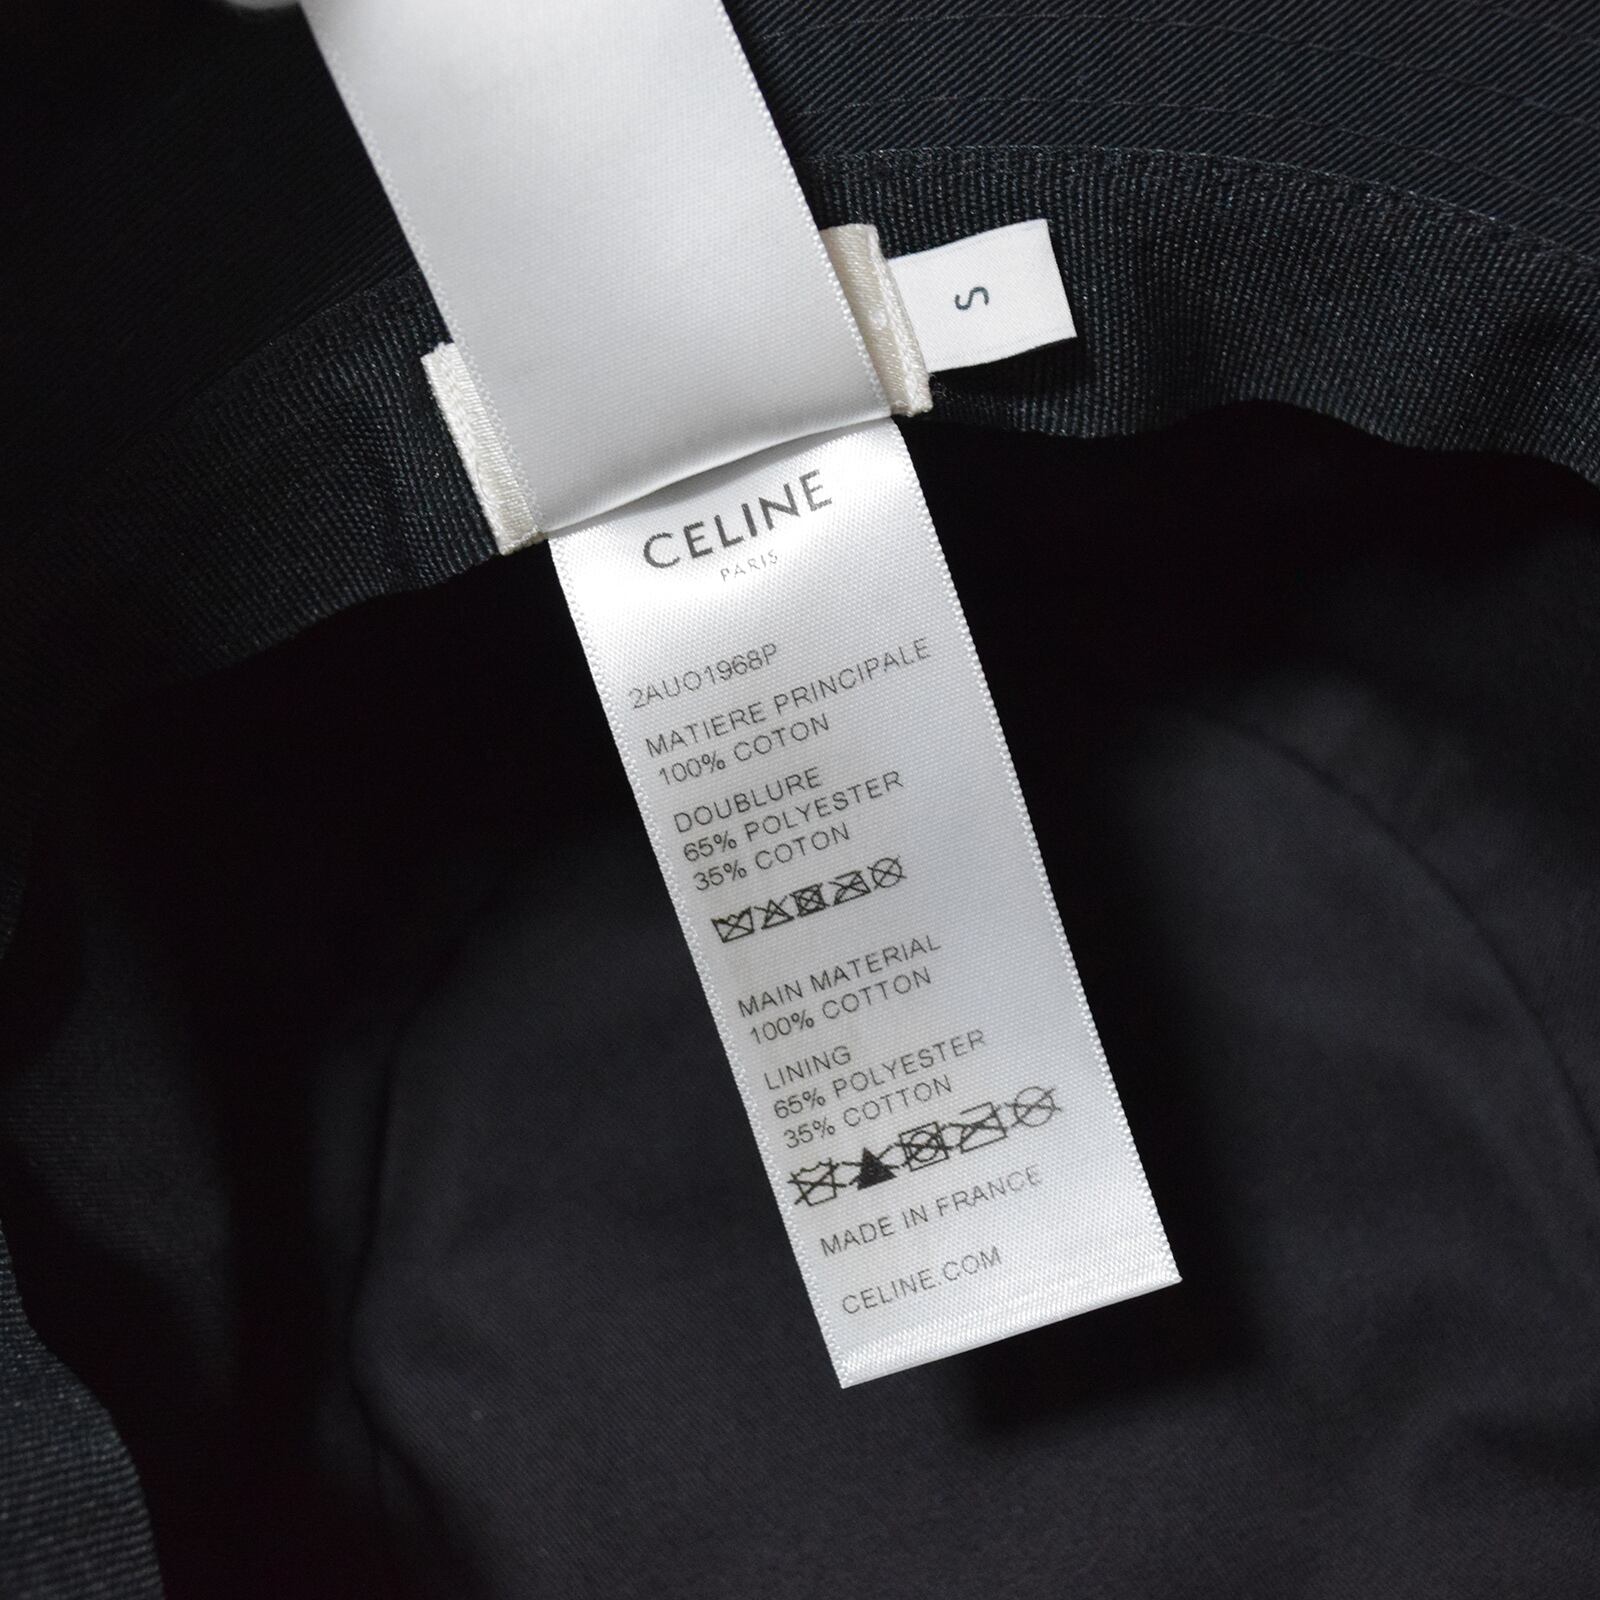 S
CELINE
PARIS
2AUO1968P
MATIERE PRINCIPALE
100% COTON
DOUBLURE
65% POLYESTER
35% COTON
MAIN MATERIAL
100% COTTON
LINING
65% POLYESTER
35% COTTON
MADE IN FRANCE
CELINE.COM